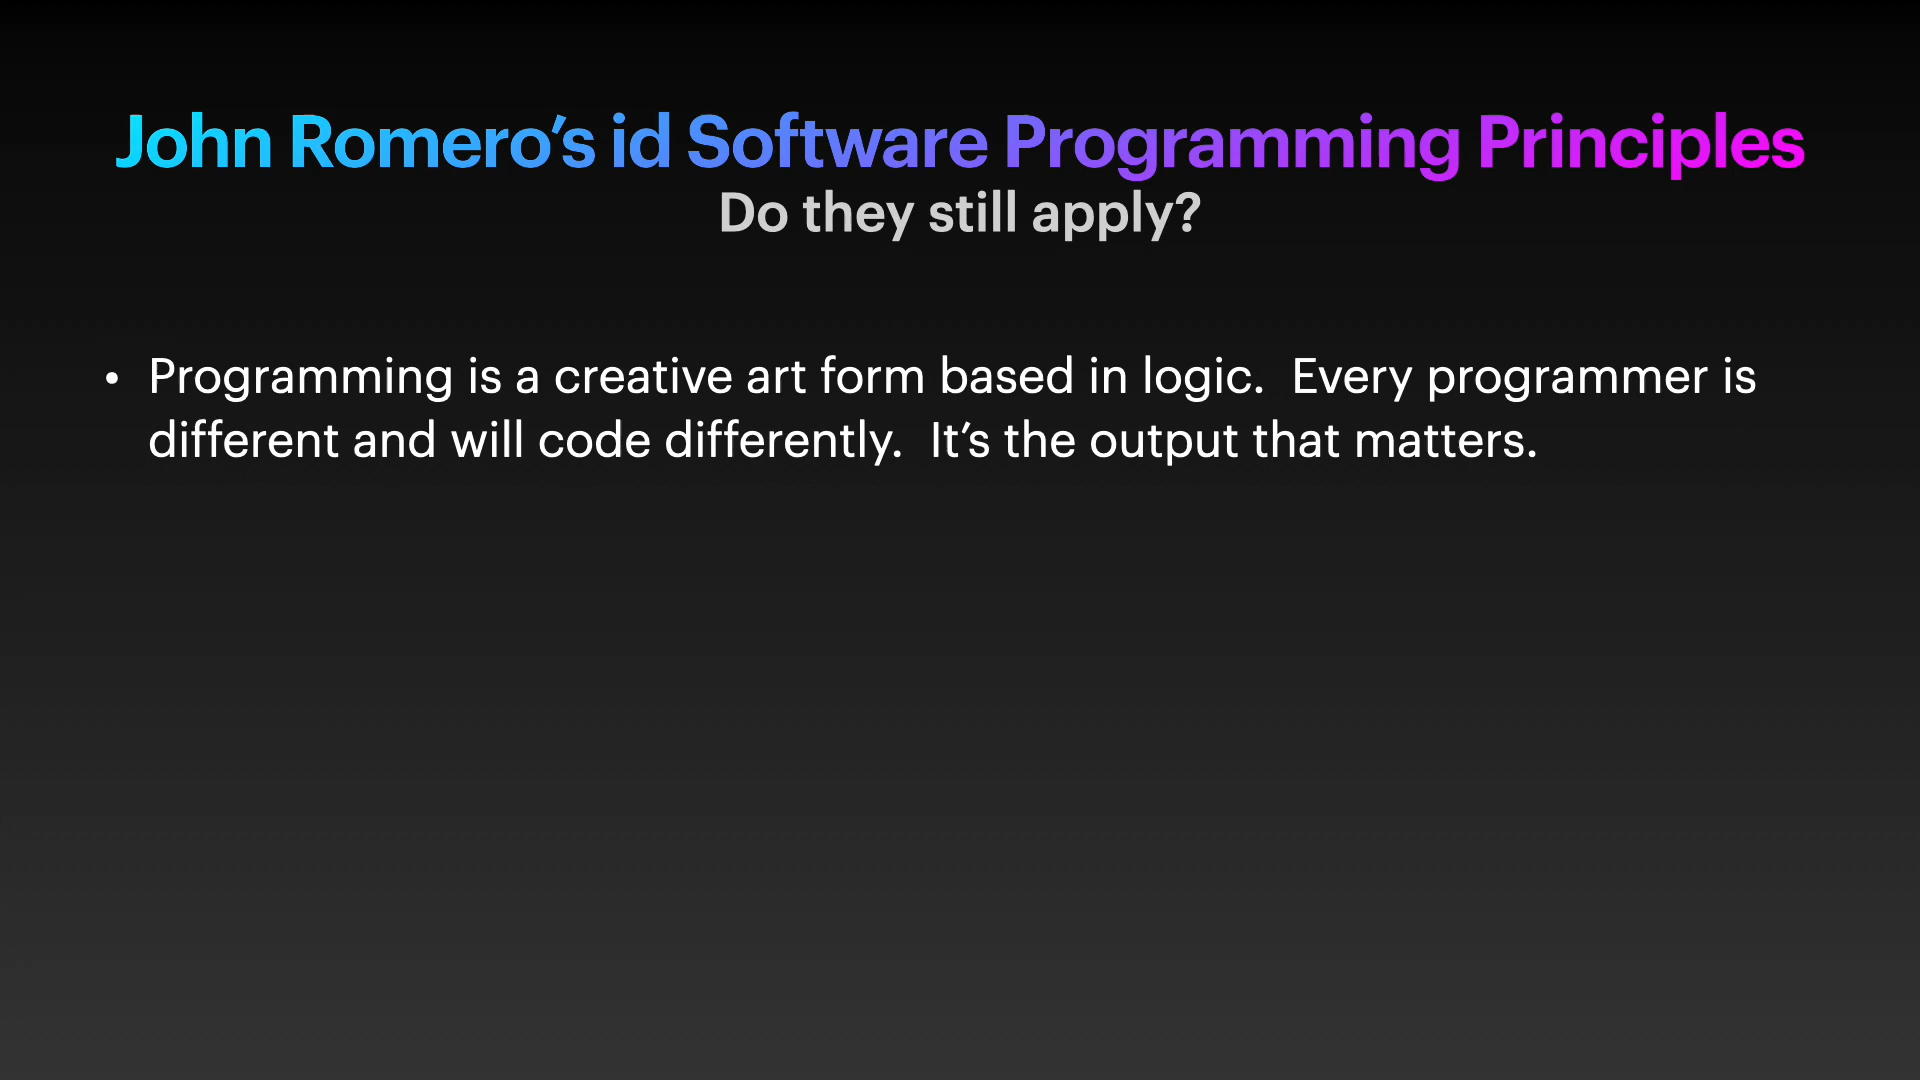 John Romero’s id Software Programming Principles
Do they still apply?
• Programming is a creative art form based in logic.  Every programmer is
different and will code differently.  It’s the output that matters.